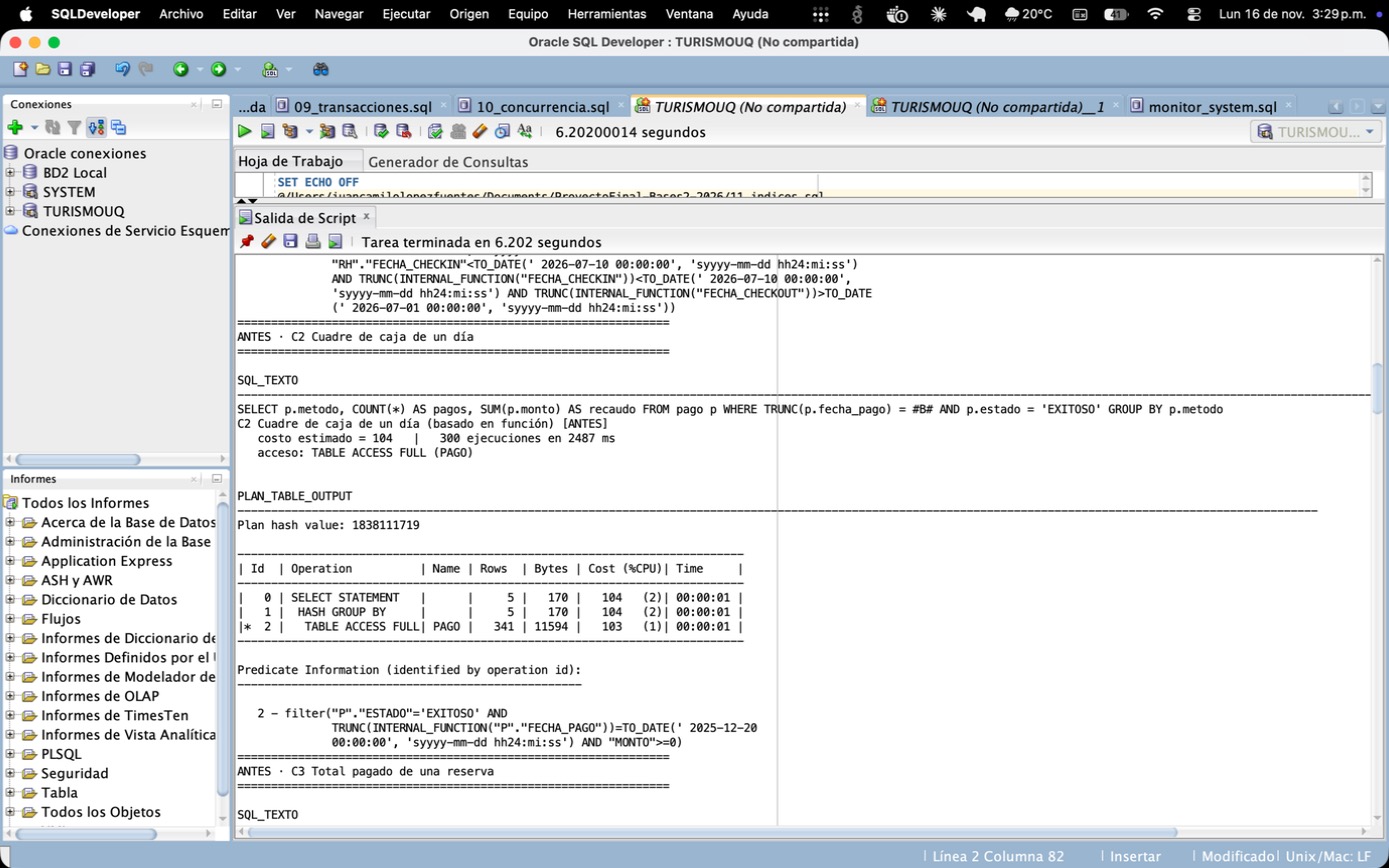 SQLDeveloper Archivo Editar Ver Navegar Ejecutar Origen Equipo Herramientas Ventana Ayuda 20°C 41 Lun 16 de nov. 3:29 p.m.
Oracle SQL Developer : TURISMOUQ (No compartida)
Conexiones
Oracle conexiones
BD2 Local
SYSTEM
TURISMOUQ
Conexiones de Servicio Esquem
Informes
Todos los Informes
Acerca de la Base de Datos
Administración de la Base
Application Express
ASH y AWR
Diccionario de Datos
Flujos
Informes de Diccionario de
Informes Definidos por el
Informes de Modelador de
Informes de OLAP
Informes de TimesTen
Informes de Vista Analítica
PLSQL
Seguridad
Tabla
Todos los Objetos
...da 09_transacciones.sql 10_concurrencia.sql TURISMOUQ (No compartida) TURISMOUQ (No compartida)__1 monitor_system.sql
6.20200014 segundos TURISMOU...
Hoja de Trabajo Generador de Consultas
SET ECHO OFF
@/Users/juancamilolopezfuentes/Documents/ProyectoFinal-Bases2-2026/11_indices.sql
Salida de Script
Tarea terminada en 6.202 segundos
"RH"."FECHA_CHECKIN"<TO_DATE(' 2026-07-10 00:00:00', 'syyyy-mm-dd hh24:mi:ss')
AND TRUNC(INTERNAL_FUNCTION("FECHA_CHECKIN"))<TO_DATE(' 2026-07-10 00:00:00',
'syyyy-mm-dd hh24:mi:ss') AND TRUNC(INTERNAL_FUNCTION("FECHA_CHECKOUT"))>TO_DATE
(' 2026-07-01 00:00:00', 'syyyy-mm-dd hh24:mi:ss'))
======================================================================
ANTES · C2 Cuadre de caja de un día
======================================================================
SQL_TEXTO
SELECT p.metodo, COUNT(*) AS pagos, SUM(p.monto) AS recaudo FROM pago p WHERE TRUNC(p.fecha_pago) = #B# AND p.estado = 'EXITOSO' GROUP BY p.metodo
C2 Cuadre de caja de un día (basado en función) [ANTES]
costo estimado = 104 | 300 ejecuciones en 2487 ms
acceso: TABLE ACCESS FULL (PAGO)
PLAN_TABLE_OUTPUT
Plan hash value: 1838111719
| Id | Operation | Name | Rows | Bytes | Cost (%CPU)| Time |
| 0 | SELECT STATEMENT | | 5 | 170 | 104 (2)| 00:00:01 |
| 1 | HASH GROUP BY | | 5 | 170 | 104 (2)| 00:00:01 |
|* 2 | TABLE ACCESS FULL| PAGO | 341 | 11594 | 103 (1)| 00:00:01 |
Predicate Information (identified by operation id):
2 - filter("P"."ESTADO"='EXITOSO' AND
TRUNC(INTERNAL_FUNCTION("P"."FECHA_PAGO"))=TO_DATE(' 2025-12-20
00:00:00', 'syyyy-mm-dd hh24:mi:ss') AND "MONTO">=0)
======================================================================
ANTES · C3 Total pagado de una reserva
======================================================================
SQL_TEXTO
Línea 2 Columna 82 | Insertar | Modificado | Unix/Mac: LF